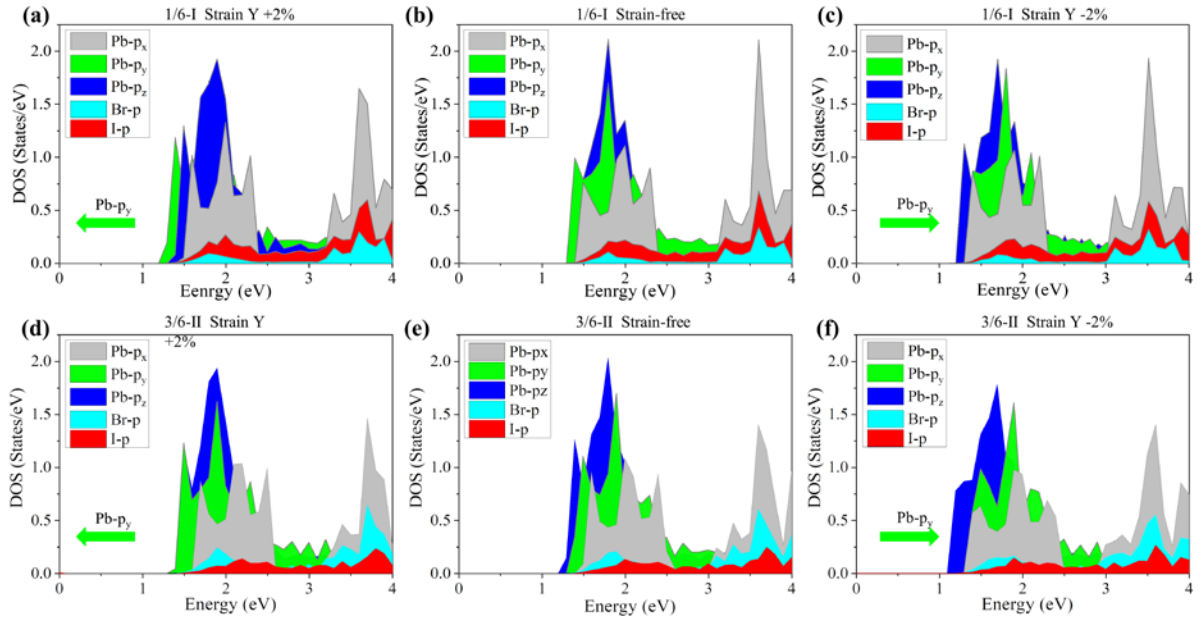 (a)
1/6-I Strain Y +2%
Pb-px
Pb-py
Pb-pz
Br-p
I-p
Pb-py
DOS (States/eV)
2.0
1.5
1.0
0.5
0.0
0 1 2 3 4
Eenergy (eV)
(b)
1/6-I Strain-free
Pb-px
Pb-py
Pb-pz
Br-p
I-p
DOS (States/eV)
2.0
1.5
1.0
0.5
0.0
0 1 2 3 4
Eenergy (eV)
(c)
1/6-I Strain Y -2%
Pb-px
Pb-py
Pb-pz
Br-p
I-p
Pb-py
DOS (States/eV)
2.0
1.5
1.0
0.5
0.0
0 1 2 3 4
Eenergy (eV)
(d)
3/6-II Strain Y
+2%
Pb-px
Pb-py
Pb-pz
Br-p
I-p
Pb-py
DOS (States/eV)
2.0
1.5
1.0
0.5
0.0
0 1 2 3 4
Energy (eV)
(e)
3/6-II Strain-free
Pb-px
Pb-py
Pb-pz
Br-p
I-p
DOS (States/eV)
2.0
1.5
1.0
0.5
0.0
0 1 2 3 4
Energy (eV)
(f)
3/6-II Strain Y -2%
Pb-px
Pb-py
Pb-pz
Br-p
I-p
Pb-py
DOS (States/eV)
2.0
1.5
1.0
0.5
0.0
0 1 2 3 4
Energy (eV)